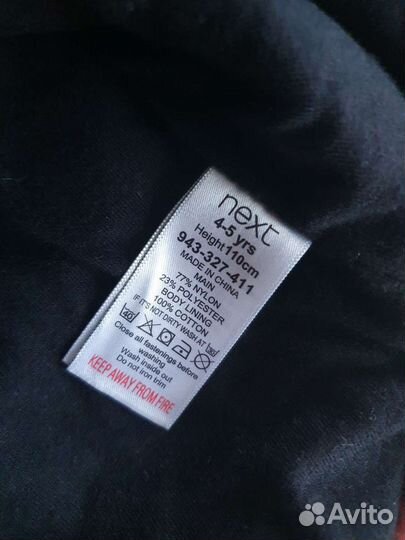 next
4-5 yrs
Height 110cm
943-327-411
MADE IN CHINA
MAIN
77% NYLON
23% POLYESTER
BODY LINING
100% COTTON
IF IT'S NOT DIRTY WASH AT
Close all fastenings
before washing
Wash inside out
Do not iron trim
KEEP AWAY FROM FIRE
Avito